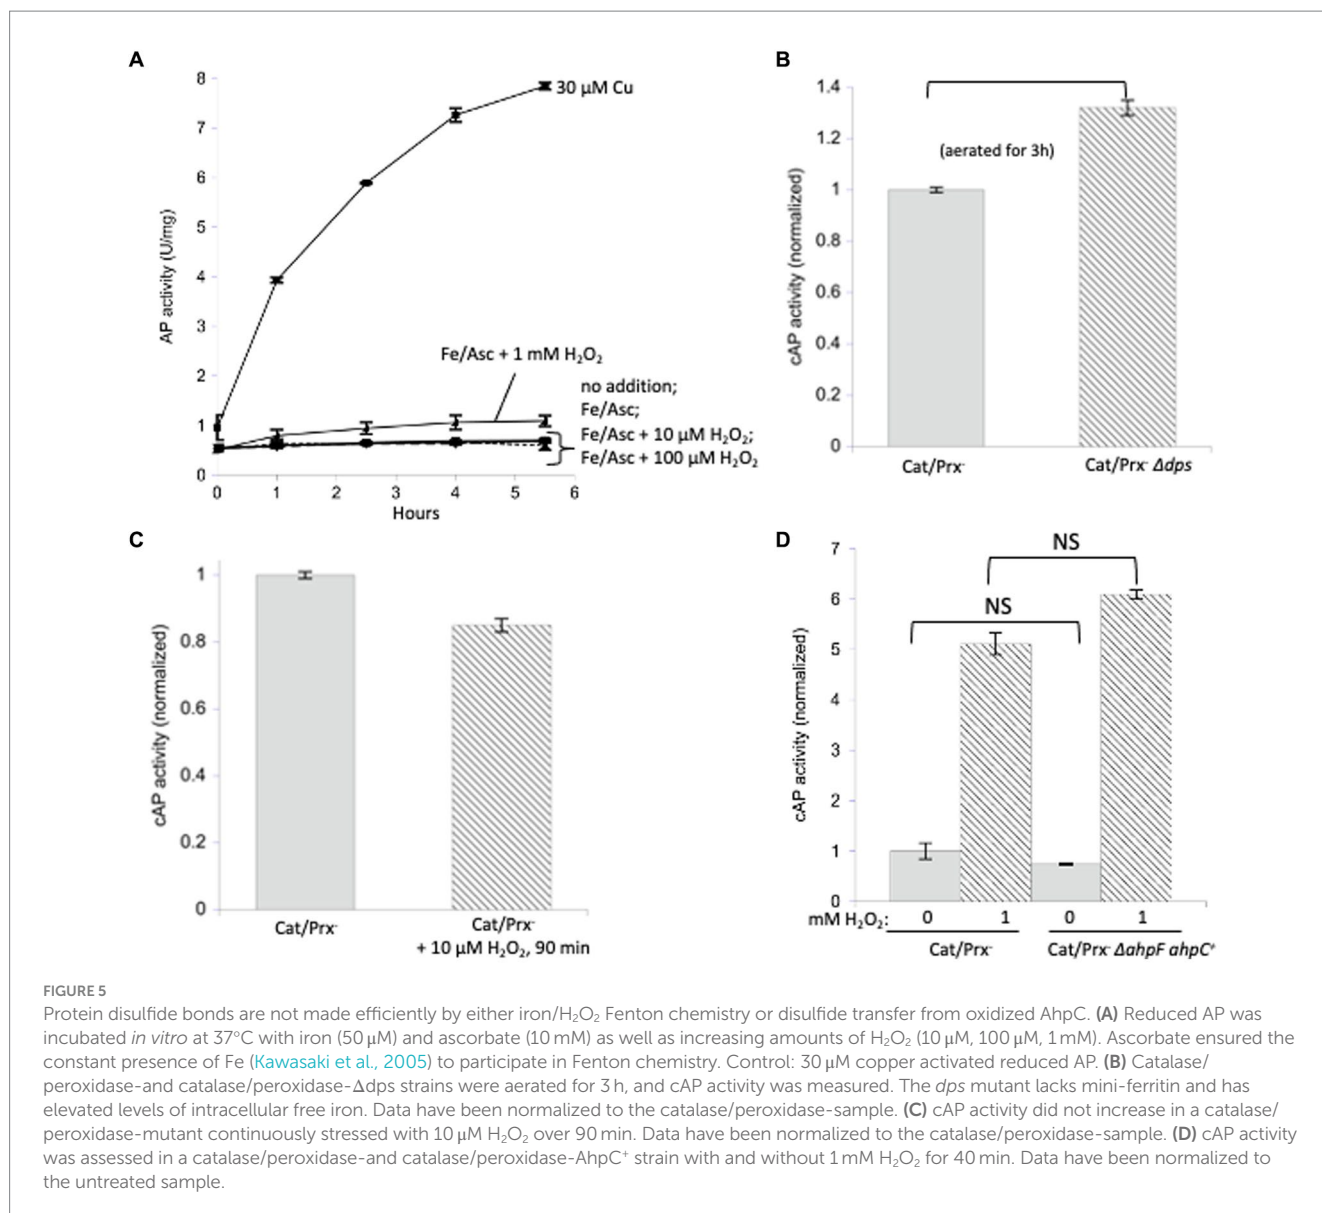 A
8
7
6
5
4
3
2
1
0
AP activity (U/mg)
30 µM Cu
Fe/Asc + 1 mM H₂O₂
no addition;
Fe/Asc;
Fe/Asc + 10 µM H₂O₂;
Fe/Asc + 100 µM H₂O₂
0 1 2 3 4 5 6
Hours
B
1.4
1.2
1
0.8
0.6
0.4
0.2
0
cAP activity (normalized)
(aerated for 3h)
Cat/Prx⁻ Cat/Prx⁻ Δdps
C
1
0.8
0.6
0.4
0.2
0
cAP activity (normalized)
Cat/Prx⁻ Cat/Prx⁻
+ 10 µM H₂O₂, 90 min
D
7
6
5
4
3
2
1
0
cAP activity (normalized)
NS
NS
mM H₂O₂: 0 1 0 1
Cat/Prx⁻ Cat/Prx⁻ ΔahpF ahpC⁺
FIGURE 5
Protein disulfide bonds are not made efficiently by either iron/H₂O₂ Fenton chemistry or disulfide transfer from oxidized AhpC. (A) Reduced AP was
incubated in vitro at 37°C with iron (50 µM) and ascorbate (10 mM) as well as increasing amounts of H₂O₂ (10 µM, 100 µM, 1 mM). Ascorbate ensured the
constant presence of Fe (Kawasaki et al., 2005) to participate in Fenton chemistry. Control: 30 µM copper activated reduced AP. (B) Catalase/
peroxidase-and catalase/peroxidase-Δdps strains were aerated for 3 h, and cAP activity was measured. The dps mutant lacks mini-ferritin and has
elevated levels of intracellular free iron. Data have been normalized to the catalase/peroxidase-sample. (C) cAP activity did not increase in a catalase/
peroxidase-mutant continuously stressed with 10 µM H₂O₂ over 90 min. Data have been normalized to the catalase/peroxidase-sample. (D) cAP activity
was assessed in a catalase/peroxidase-and catalase/peroxidase-AhpC⁺ strain with and without 1 mM H₂O₂ for 40 min. Data have been normalized to
the untreated sample.